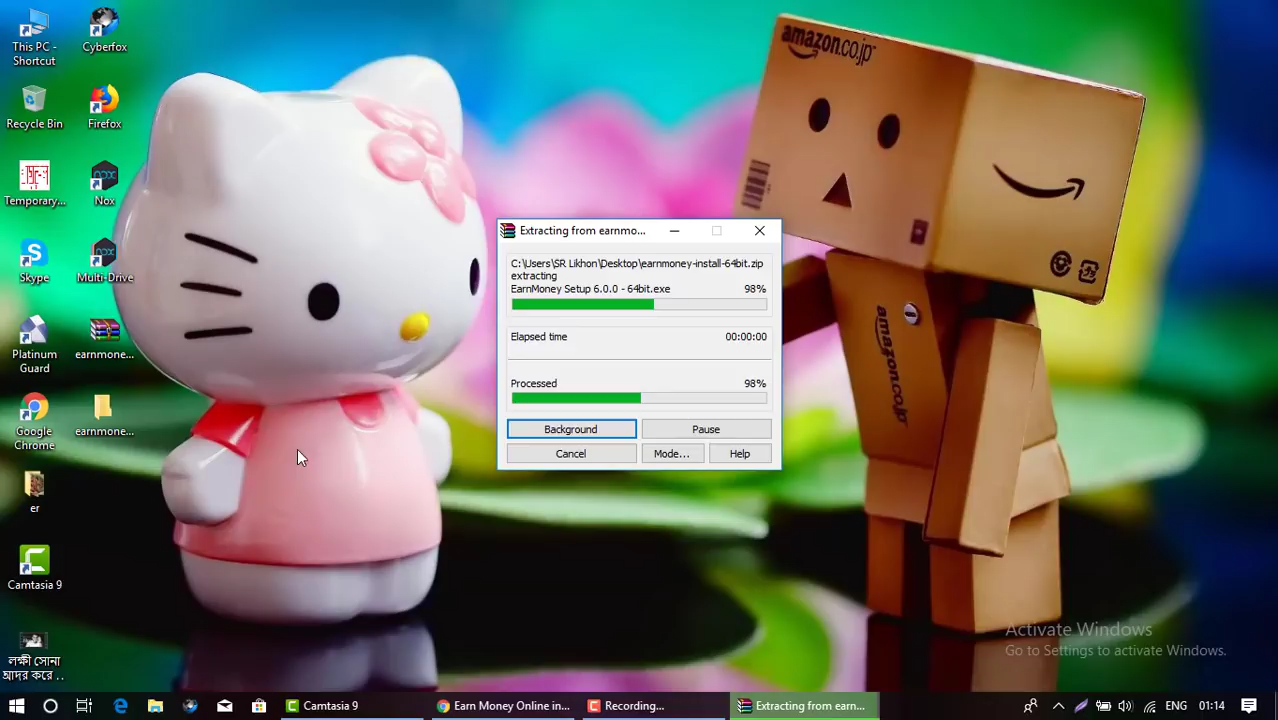 This PC -
Shortcut
Cyberfox
Recycle Bin
Firefox
Temporary...
Nox
Skype
Multi-Drive
Platinum
Guard
earnmone...
Google
Chrome
earnmone...
er
Camtasia 9
লক্ষী সোনা
আদর করে ..
amazon.co.jp
amazon.co.jp
Extracting from earnmo...
C:\Users\SR Likhon\Desktop\earnmoney-install-64bit.zip
extracting
EarnMoney Setup 6.0.0 - 64bit.exe 98%
Elapsed time 00:00:00
Processed 98%
Background Pause
Cancel Mode... Help
Activate Windows
Go to Settings to activate Windows.
Camtasia 9
Earn Money Online in...
Recording...
Extracting from earn...
ENG
01:14